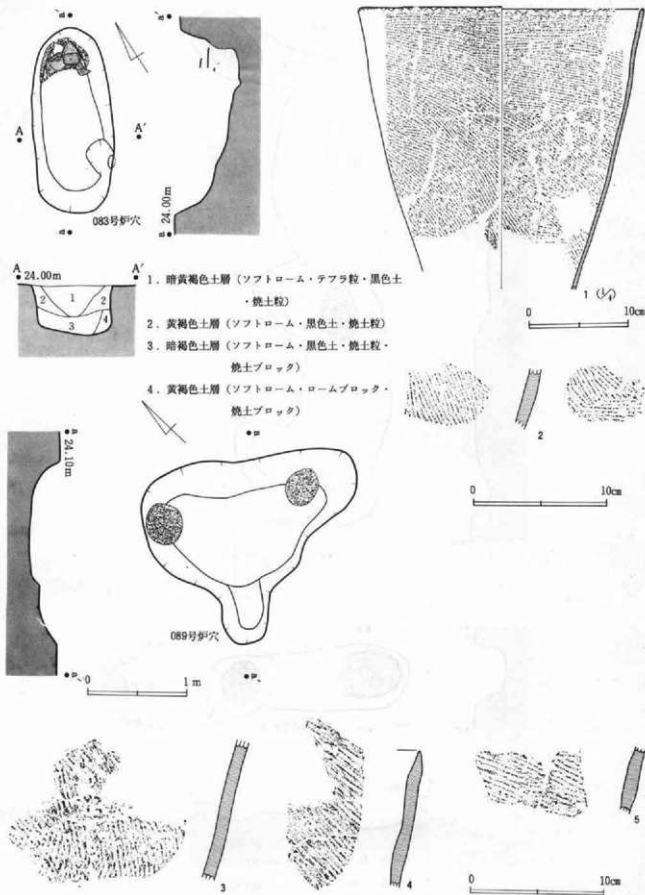 a'
a
A
A´
083号炉穴
24.00m
a
A 24.00m A´
1
2
2
3
4
1．暗黄褐色土層（ソフトローム・テフラ粒・黒色土
・焼土粒）
2．黄褐色土層（ソフトローム・黒色土・焼土粒）
3．暗褐色土層（ソフトローム・黒色土・焼土粒・
焼土ブロック）
4．黄褐色土層（ソフトローム・ロームブロック・
焼土ブロック）
1 (¼)
0 10cm
2
0 10cm
a
24.10m
a
089号炉穴
a'
0 1 m
a'
3
4
5
0 10cm